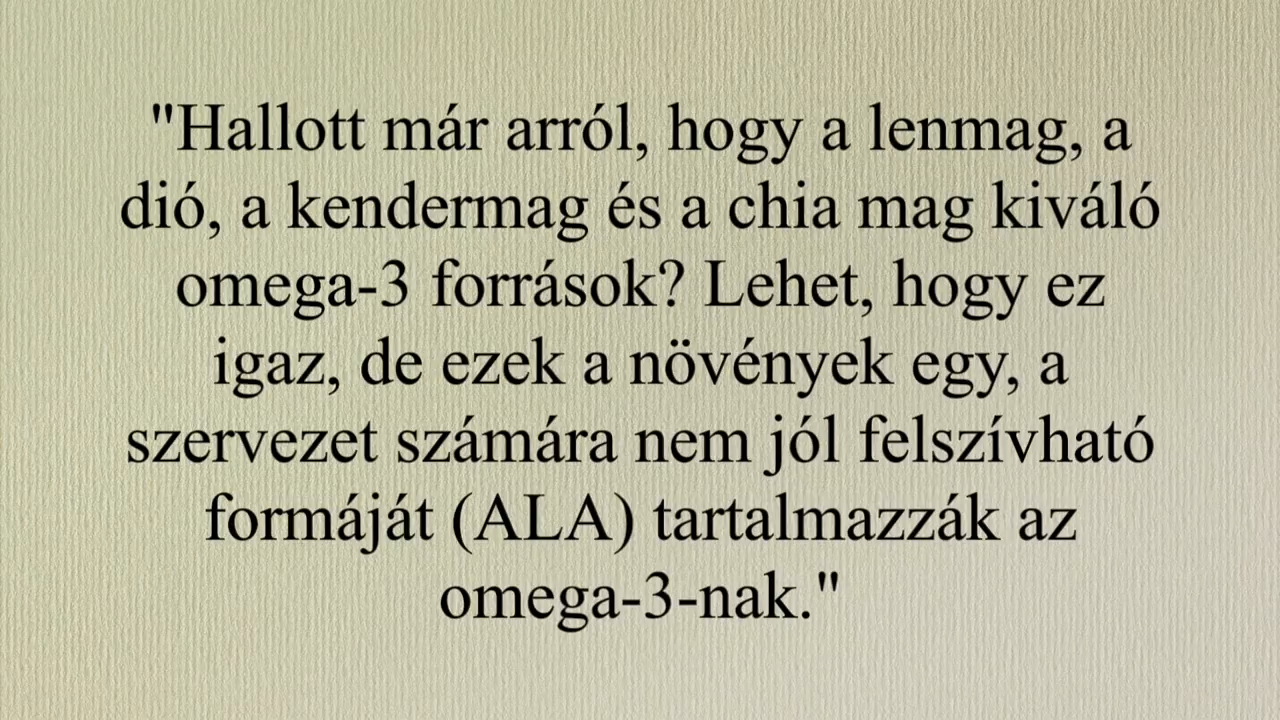 "Hallott már arról, hogy a lenmag, a
dió, a kendermag és a chia mag kiváló
omega-3 források? Lehet, hogy ez
igaz, de ezek a növények egy, a
szervezet számára nem jól felszívható
formáját (ALA) tartalmazzák az
omega-3-nak."